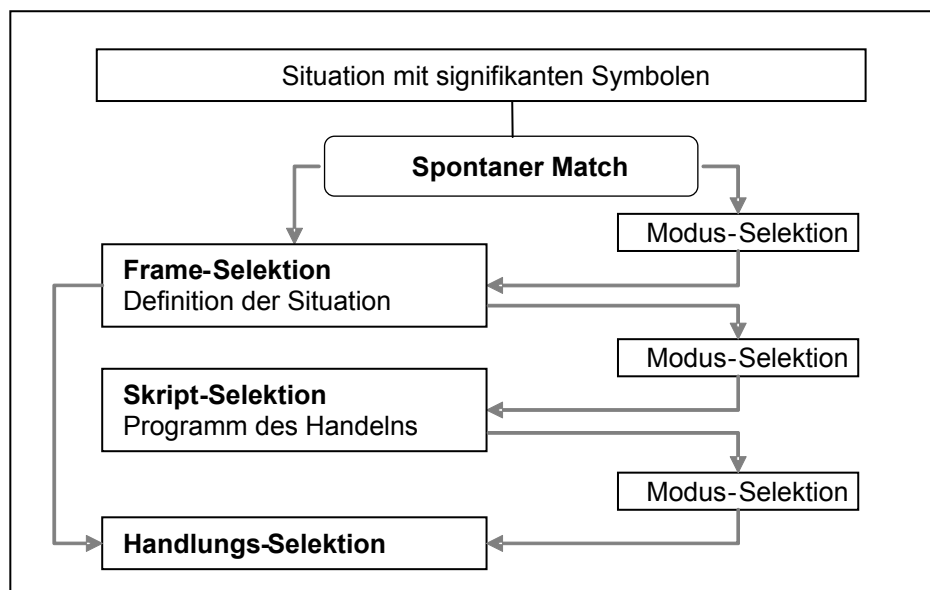 Situation mit signifikanten Symbolen
Spontaner Match
Modus-Selektion
Frame-Selektion
Definition der Situation
Modus-Selektion
Skript-Selektion
Programm des Handelns
Modus-Selektion
Handlungs-Selektion